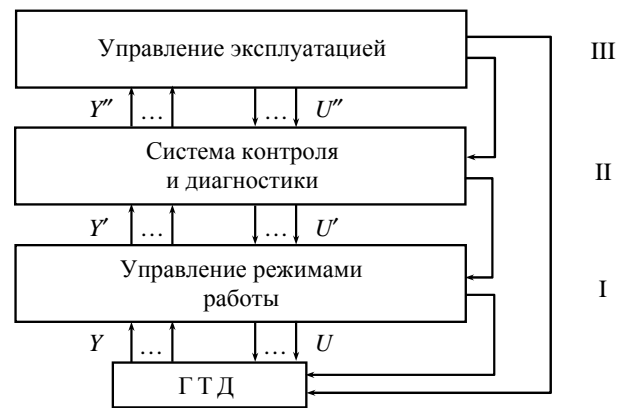 Управление эксплуатацией
III
Y″ … … U″
Система контроля
и диагностики
II
Y′ … … U′
Управление режимами
работы
I
Y … … U
ГТД